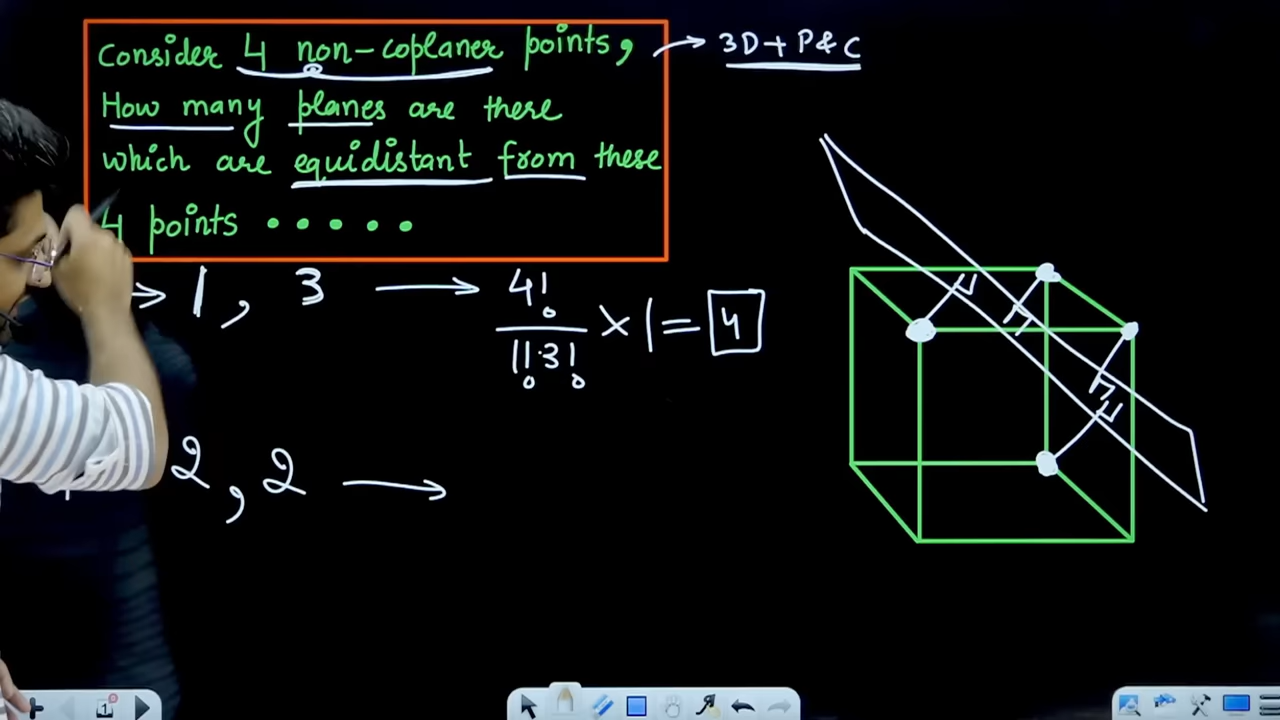 Consider 4 non-coplaner points, → 3D + P & C
How many planes are there
which are equidistant from these
4 points • • • • •
→ 1, 3 → 4! / 1!·3! × 1 = 4
2, 2 →
1